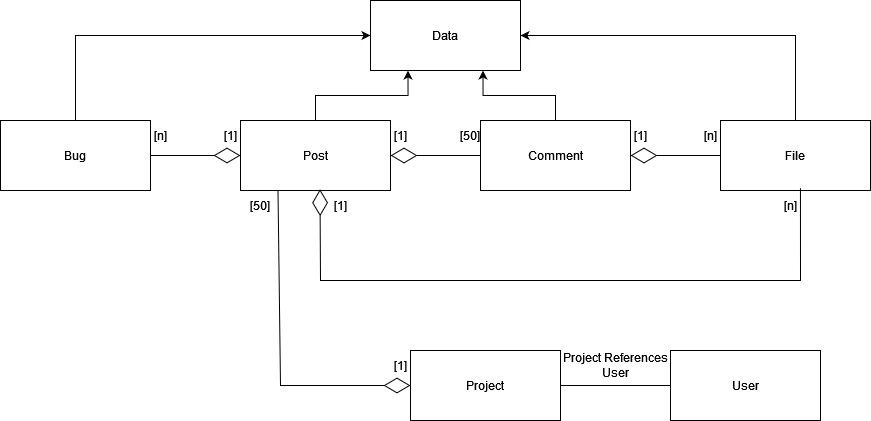 Data
[n]
[1]
[1]
[50]
[1]
[n]
Bug
Post
Comment
File
[50]
[1]
[n]
[1]
Project References
User
Project
User